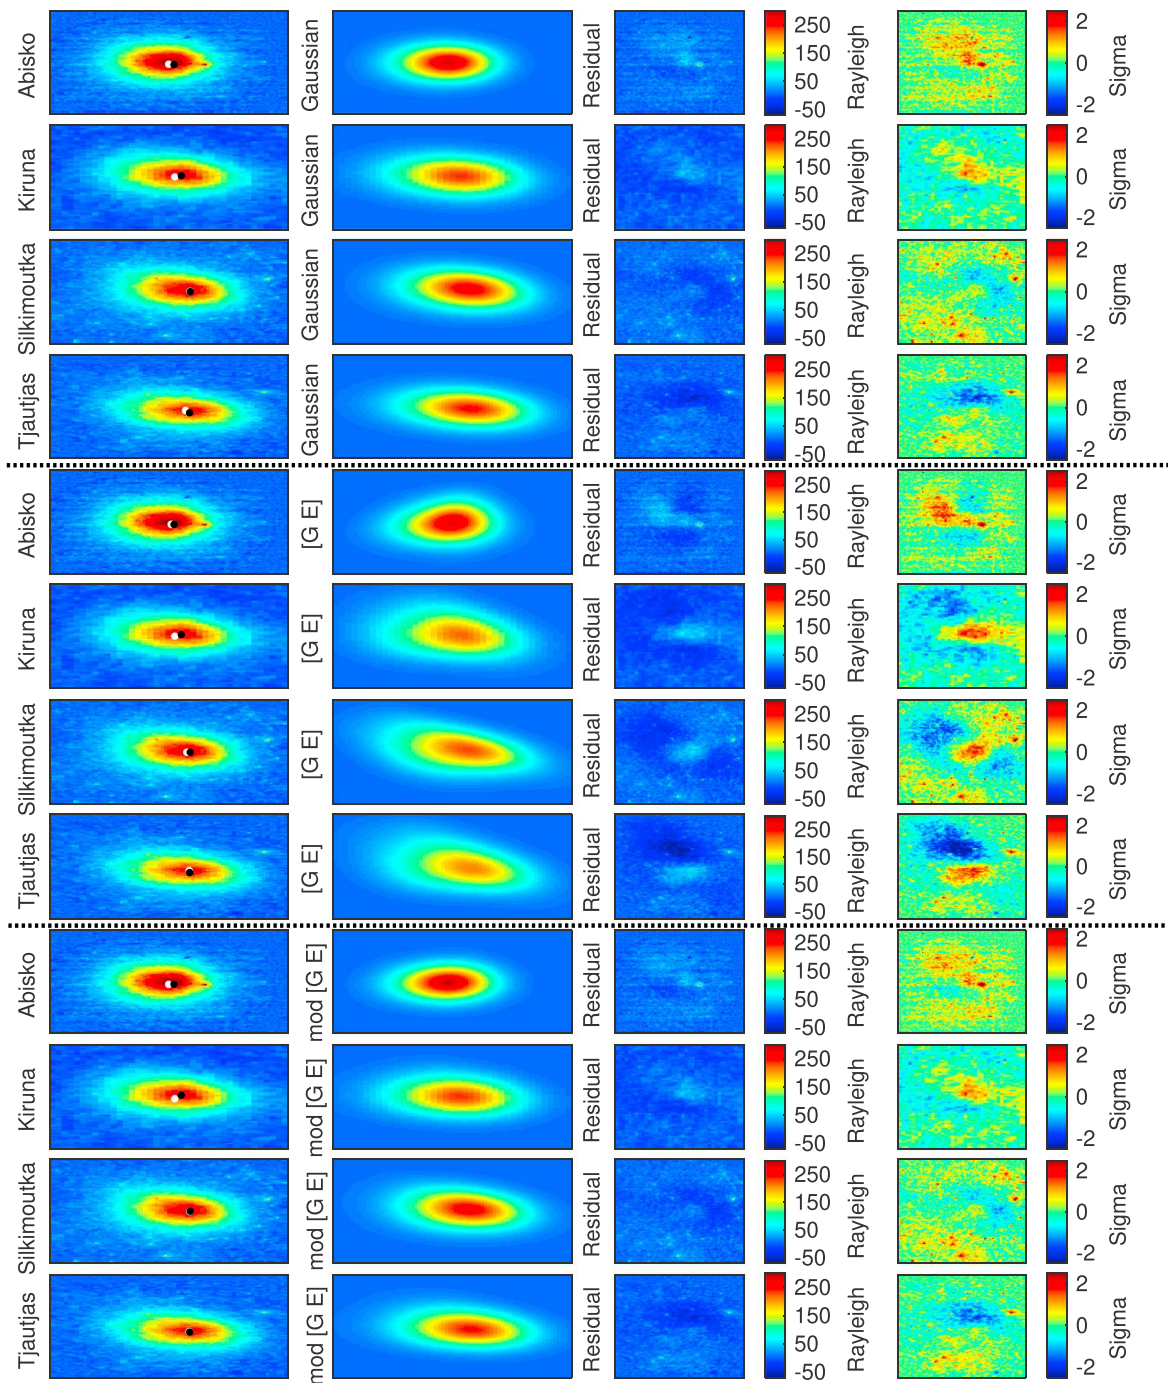 Abisko Gaussian Residual 250 150 50 -50 Rayleigh 2 0 -2 Sigma
Kiruna Gaussian Residual 250 150 50 -50 Rayleigh 2 0 -2 Sigma
Silkimoutka Gaussian Residual 250 150 50 -50 Rayleigh 2 0 -2 Sigma
Tjautjas Gaussian Residual 250 150 50 -50 Rayleigh 2 0 -2 Sigma
Abisko [G E] Residual 250 150 50 -50 Rayleigh 2 0 -2 Sigma
Kiruna [G E] Residual 250 150 50 -50 Rayleigh 2 0 -2 Sigma
Silkimoutka [G E] Residual 250 150 50 -50 Rayleigh 2 0 -2 Sigma
Tjautjas [G E] Residual 250 150 50 -50 Rayleigh 2 0 -2 Sigma
Abisko mod [G E] Residual 250 150 50 -50 Rayleigh 2 0 -2 Sigma
Kiruna mod [G E] Residual 250 150 50 -50 Rayleigh 2 0 -2 Sigma
Silkimoutka mod [G E] Residual 250 150 50 -50 Rayleigh 2 0 -2 Sigma
Tjautjas mod [G E] Residual 250 150 50 -50 Rayleigh 2 0 -2 Sigma